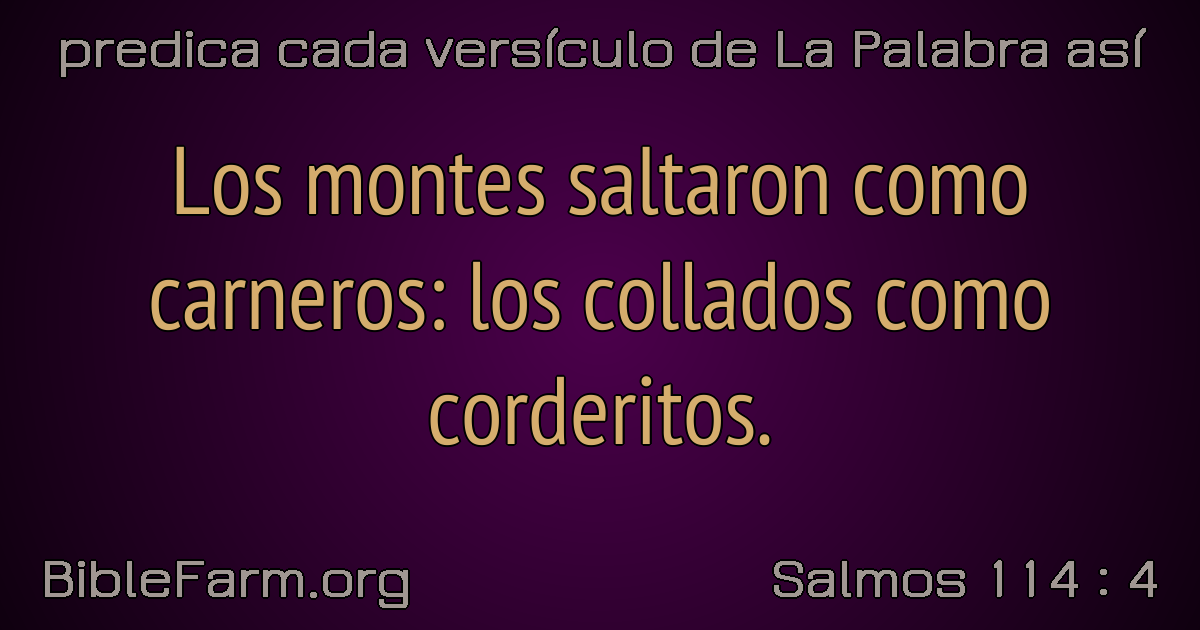 predica cada versículo de La Palabra así
Los montes saltaron como
carneros: los collados como
corderitos.
BibleFarm.org
Salmos 114 : 4